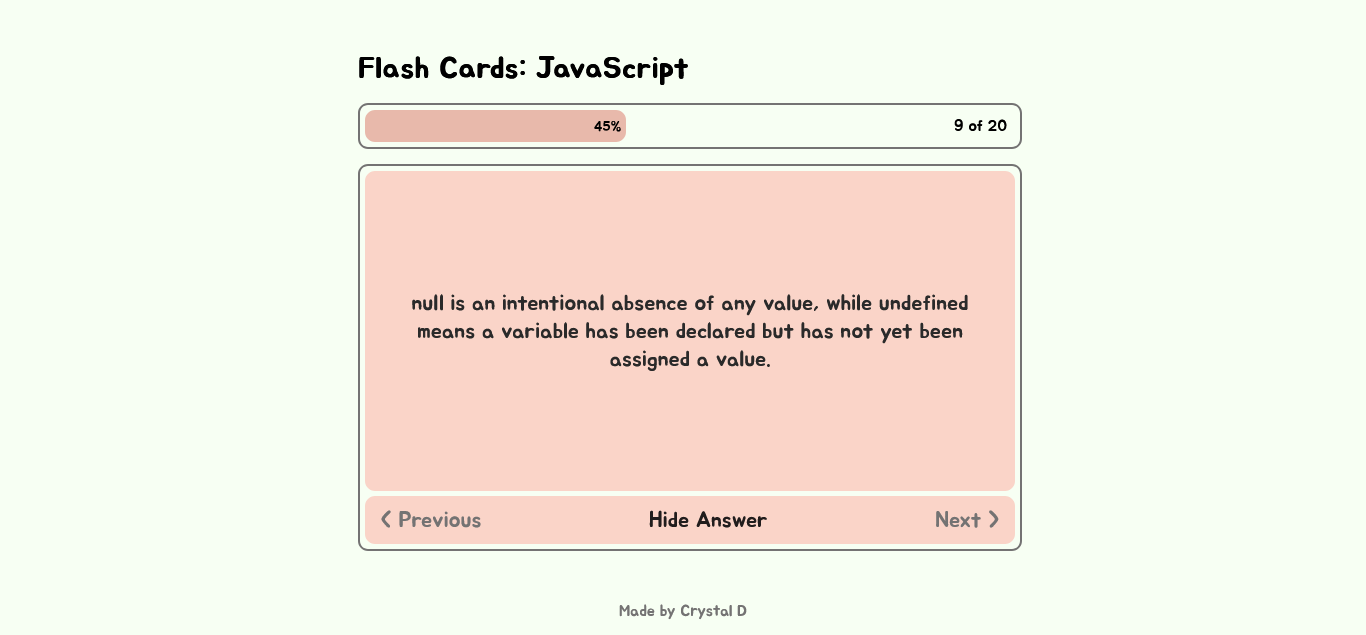 Flash Cards: JavaScript
45%
9 of 20
null is an intentional absence of any value, while undefined
means a variable has been declared but has not yet been
assigned a value.
Previous
Hide Answer
Next
Made by Crystal D